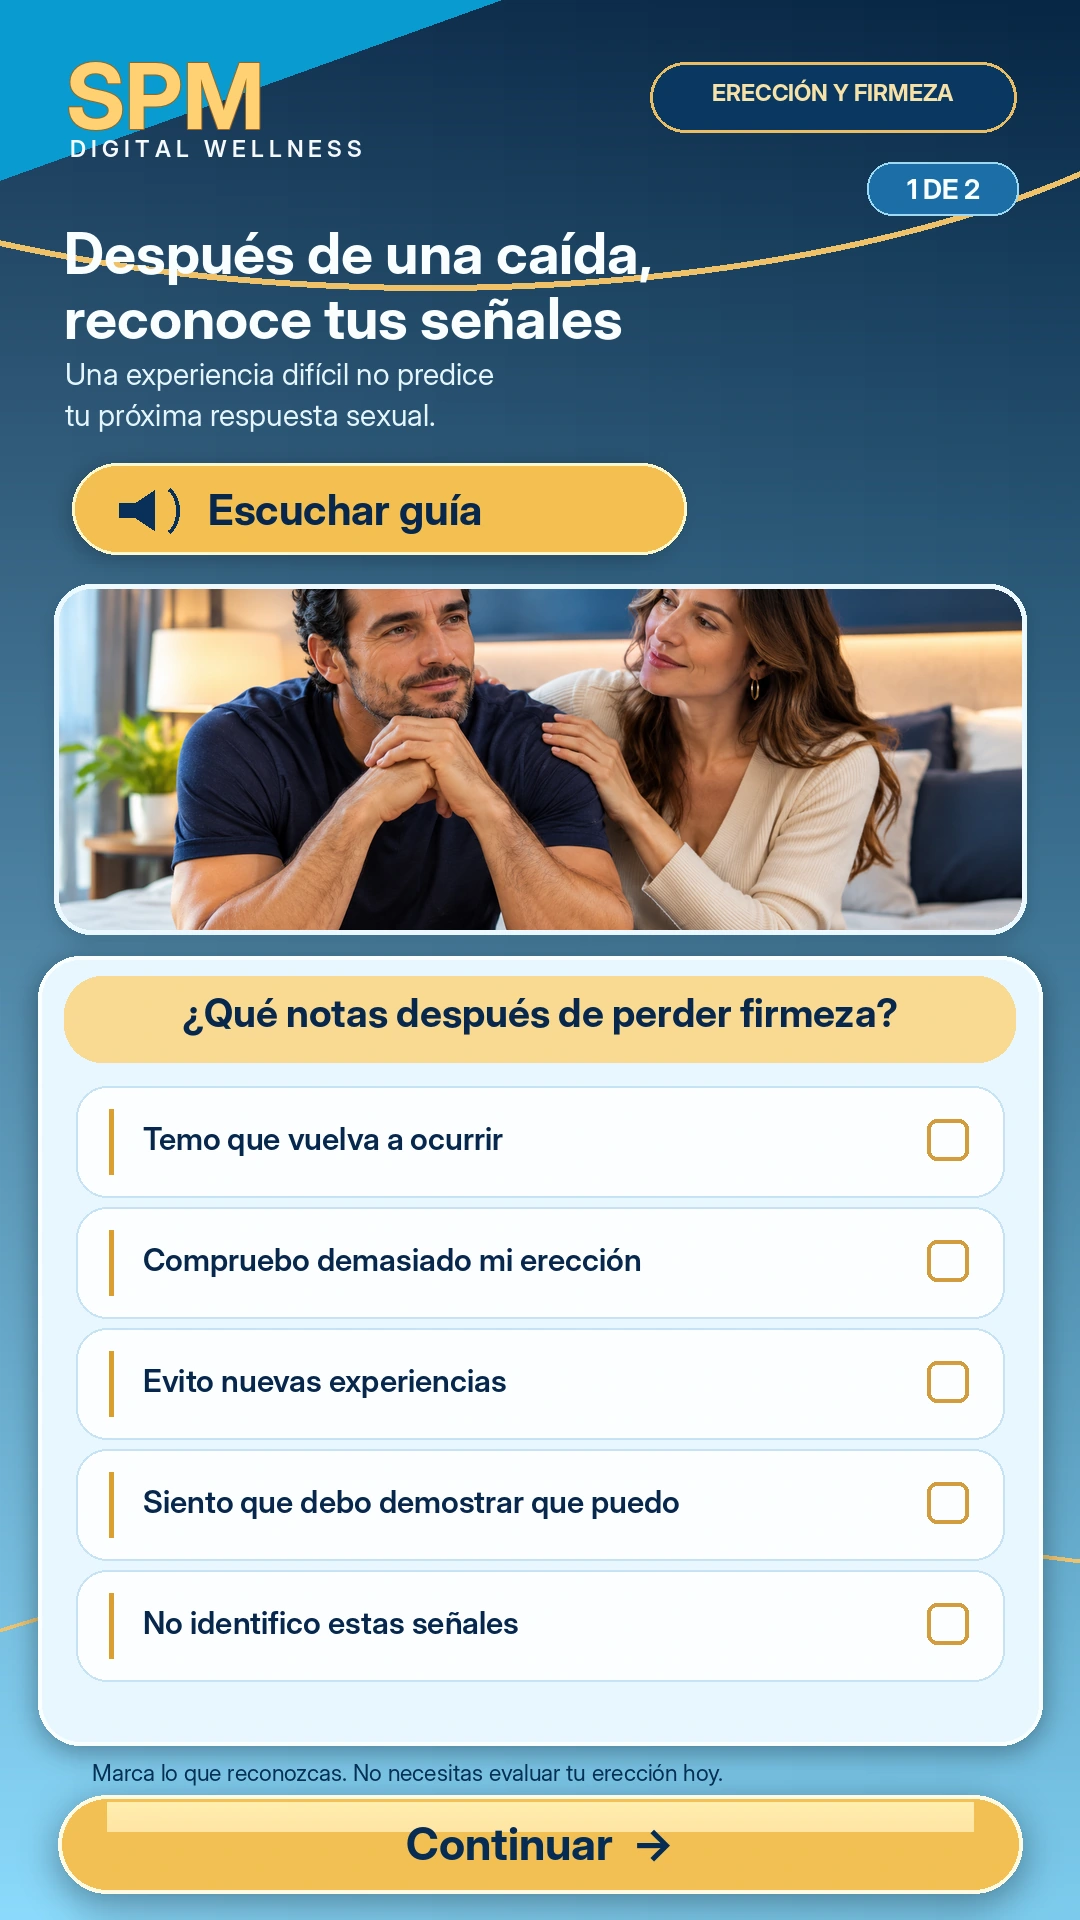 SPM
DIGITAL WELLNESS
ERECCIÓN Y FIRMEZA
1 DE 2
Después de una caída,
reconoce tus señales
Una experiencia difícil no predice
tu próxima respuesta sexual.
Escuchar guía
¿Qué notas después de perder firmeza?
Temo que vuelva a ocurrir
Compruebo demasiado mi erección
Evito nuevas experiencias
Siento que debo demostrar que puedo
No identifico estas señales
Marca lo que reconozcas. No necesitas evaluar tu erección hoy.
Continuar →